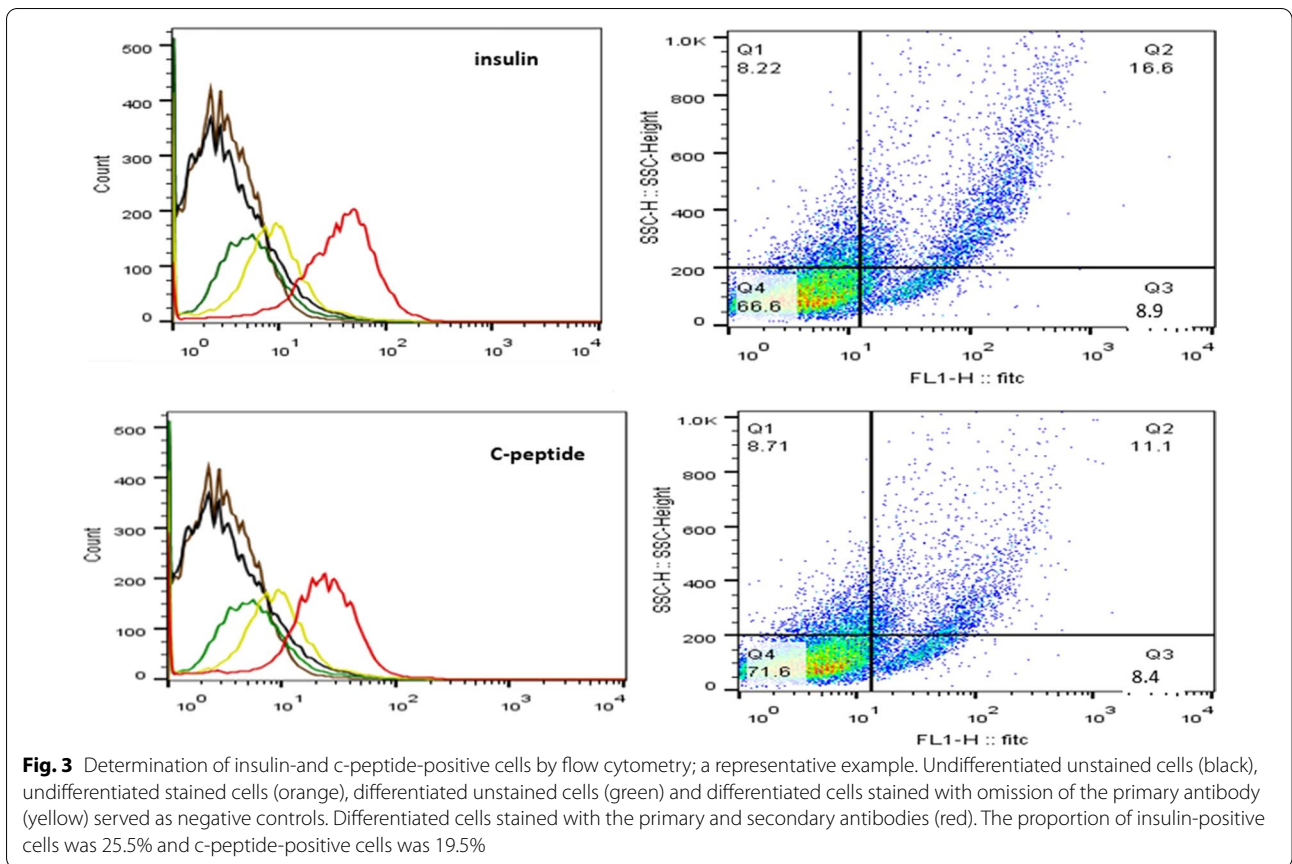 insulin
Count
500
400
300
200
100
0
10^0 10^1 10^2 10^3 10^4
SSC-H :: SSC-Height
1.0K
800
600
400
200
0
Q1
8.22
Q2
16.6
Q4
66.6
Q3
8.9
10^0 10^1 10^2 10^3 10^4
FL1-H :: fitc
C-peptide
Count
500
400
300
200
100
0
10^0 10^1 10^2 10^3 10^4
SSC-H :: SSC-Height
1.0K
800
600
400
200
0
Q1
8.71
Q2
11.1
Q4
71.6
Q3
8.4
10^0 10^1 10^2 10^3 10^4
FL1-H :: fitc
Fig. 3 Determination of insulin-and c-peptide-positive cells by flow cytometry; a representative example. Undifferentiated unstained cells (black),
undifferentiated stained cells (orange), differentiated unstained cells (green) and differentiated cells stained with omission of the primary antibody
(yellow) served as negative controls. Differentiated cells stained with the primary and secondary antibodies (red). The proportion of insulin-positive
cells was 25.5% and c-peptide-positive cells was 19.5%